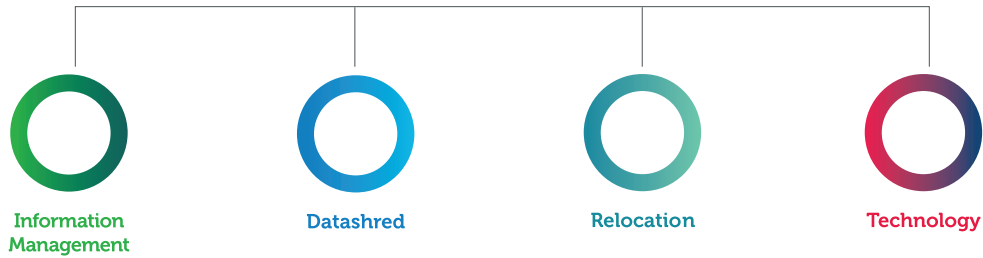 Information
Management
Datashred
Relocation
Technology